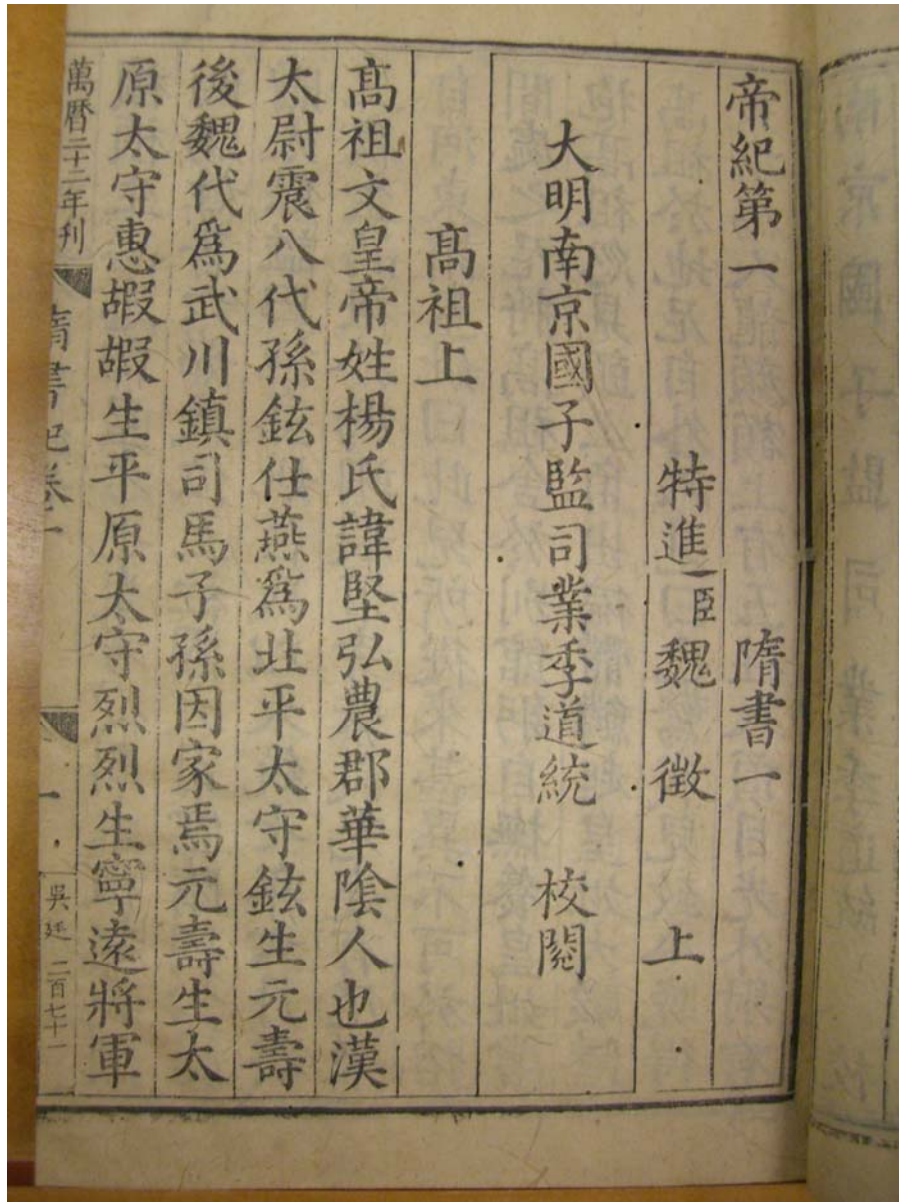 帝紀第一　隋書一
特進臣魏徵上
大明南京國子監司業季道統　校閱
高祖上
髙祖文皇帝姓楊氏諱堅弘農郡華隂人也漢
太尉震八代孫鉉仕燕爲北平太守鉉生元壽
後魏代爲武川鎮司馬子孫因家焉元壽生太
原太守惠嘏嘏生平原太守烈烈生寧遠將軍
萬曆二十二年刊
隋書紀卷一
一
吳廷 二百七十一